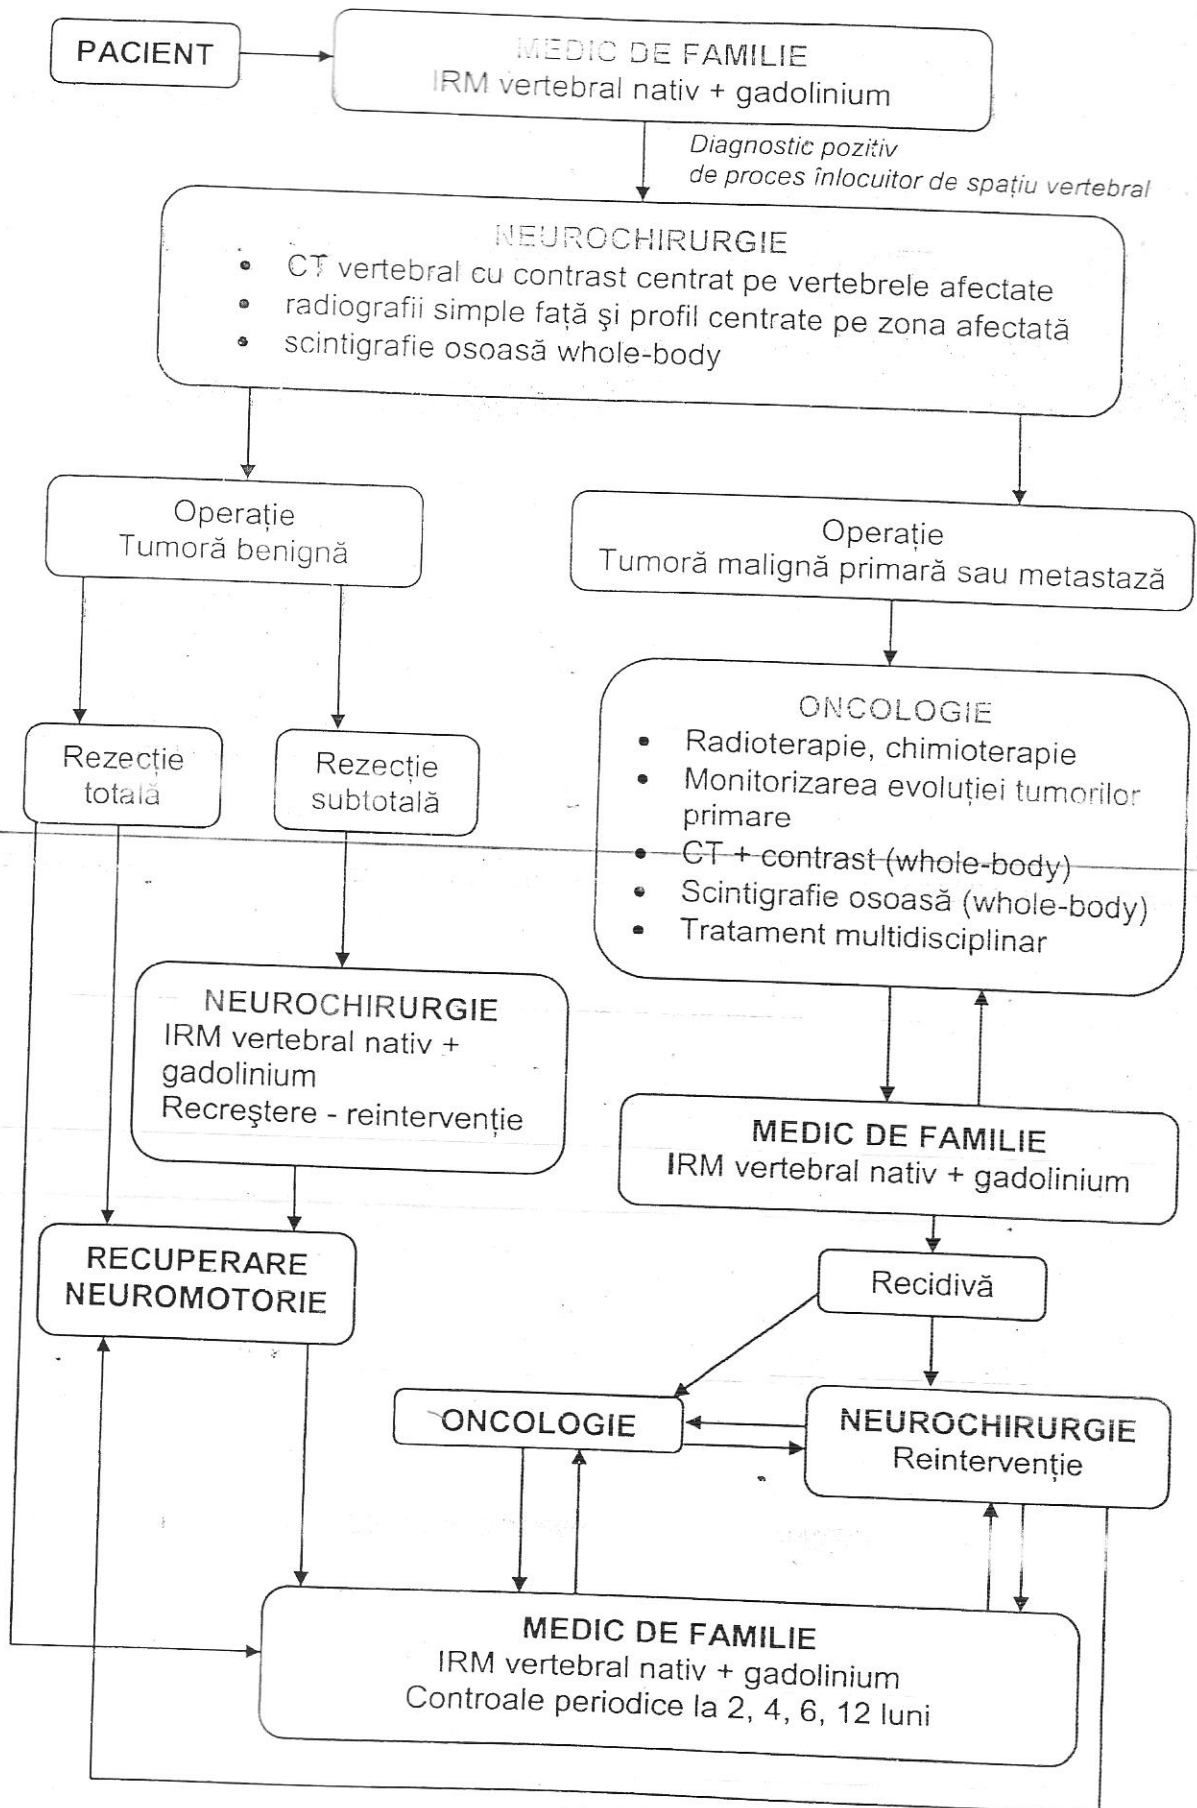 PACIENT
MEDIC DE FAMILIE
IRM vertebral nativ + gadolinium
Diagnostic pozitiv
de proces înlocuitor de spațiu vertebral
NEUROCHIRURGIE
• CT vertebral cu contrast centrat pe vertebrele afectate
• radiografii simple față şi profil centrate pe zona afectată
• scintigrafie osoasă whole-body
Operație
Tumoră benignă
Operație
Tumoră malignă primară sau metastază
Rezecție
totală
Rezecție
subtotală
ONCOLOGIE
• Radioterapie, chimioterapie
• Monitorizarea evoluției tumorilor
primare
• CT + contrast (whole-body)
• Scintigrafie osoasă (whole-body)
• Tratament multidisciplinar
NEUROCHIRURGIE
IRM vertebral nativ +
gadolinium
Recreştere - reintervenție
MEDIC DE FAMILIE
IRM vertebral nativ + gadolinium
RECUPERARE
NEUROMOTORIE
Recidivă
ONCOLOGIE
NEUROCHIRURGIE
Reintervenție
MEDIC DE FAMILIE
IRM vertebral nativ + gadolinium
Controale periodice la 2, 4, 6, 12 luni